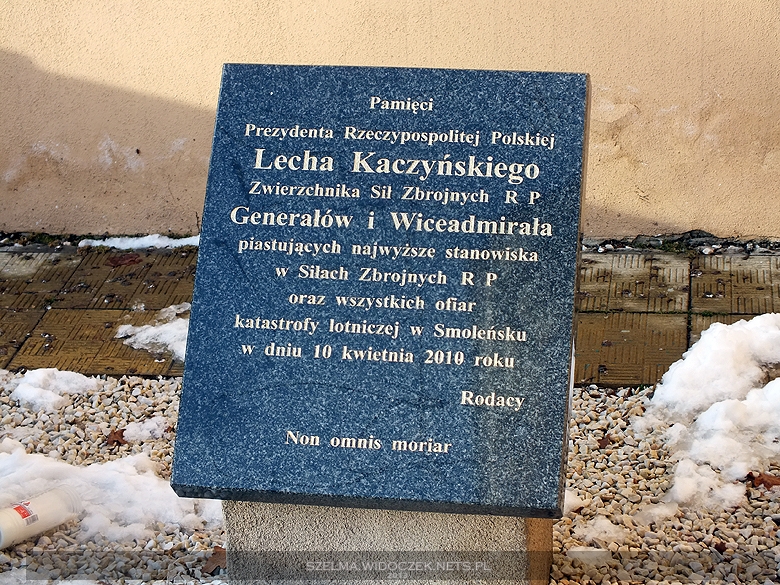 Pamięci
Prezydenta Rzeczypospolitej Polskiej
Lecha Kaczyńskiego
Zwierzchnika Sił Zbrojnych R P
Generałów i Wiceadmirała
piastujących najwyższe stanowiska
w Siłach Zbrojnych R P
oraz wszystkich ofiar
katastrofy lotniczej w Smoleńsku
w dniu 10 kwietnia 2010 roku
Rodacy
Non omnis moriar
SZELMA.WIDOCZEK.NETS.PL